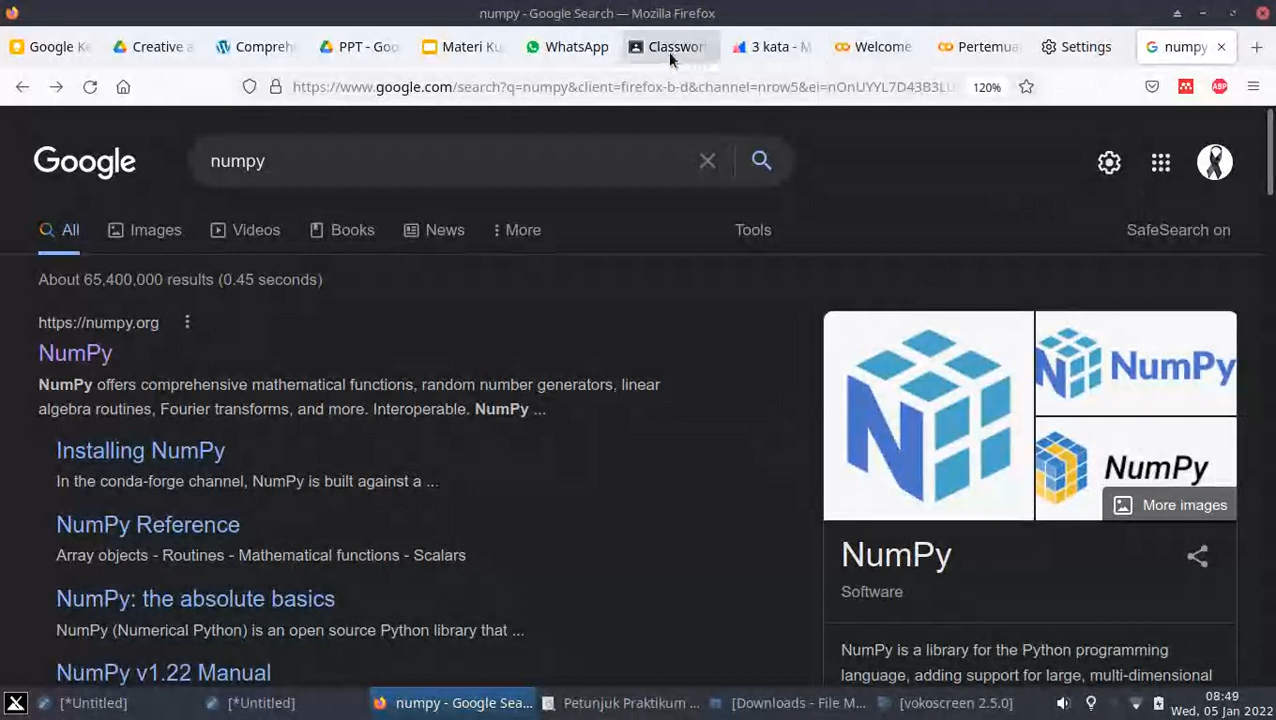 numpy - Google Search — Mozilla Firefox
Google Ke
Creative a
Compreh
PPT - Goo
Materi Ku
WhatsApp
Classwor
3 kata - M
Welcome
Pertemua
Settings
numpy
https://www.google.com/search?q=numpy&client=firefox-b-d&channel=nrow5&ei=nOnUYYL7D43B3LU
120%
ABP
Google
numpy
All
Images
Videos
Books
News
More
Tools
SafeSearch on
About 65,400,000 results (0.45 seconds)
https://numpy.org
NumPy
NumPy offers comprehensive mathematical functions, random number generators, linear
algebra routines, Fourier transforms, and more. Interoperable. NumPy ...
Installing NumPy
In the conda-forge channel, NumPy is built against a ...
NumPy Reference
Array objects - Routines - Mathematical functions - Scalars
NumPy: the absolute basics
NumPy (Numerical Python) is an open source Python library that ...
NumPy v1.22 Manual
NumPy
NumPy
More images
NumPy
Software
NumPy is a library for the Python programming
language, adding support for large, multi-dimensional
[*Untitled]
[*Untitled]
numpy - Google Sea...
Petunjuk Praktikum ...
[Downloads - File M...
[vokoscreen 2.5.0]
08:49
Wed, 05 Jan 2022